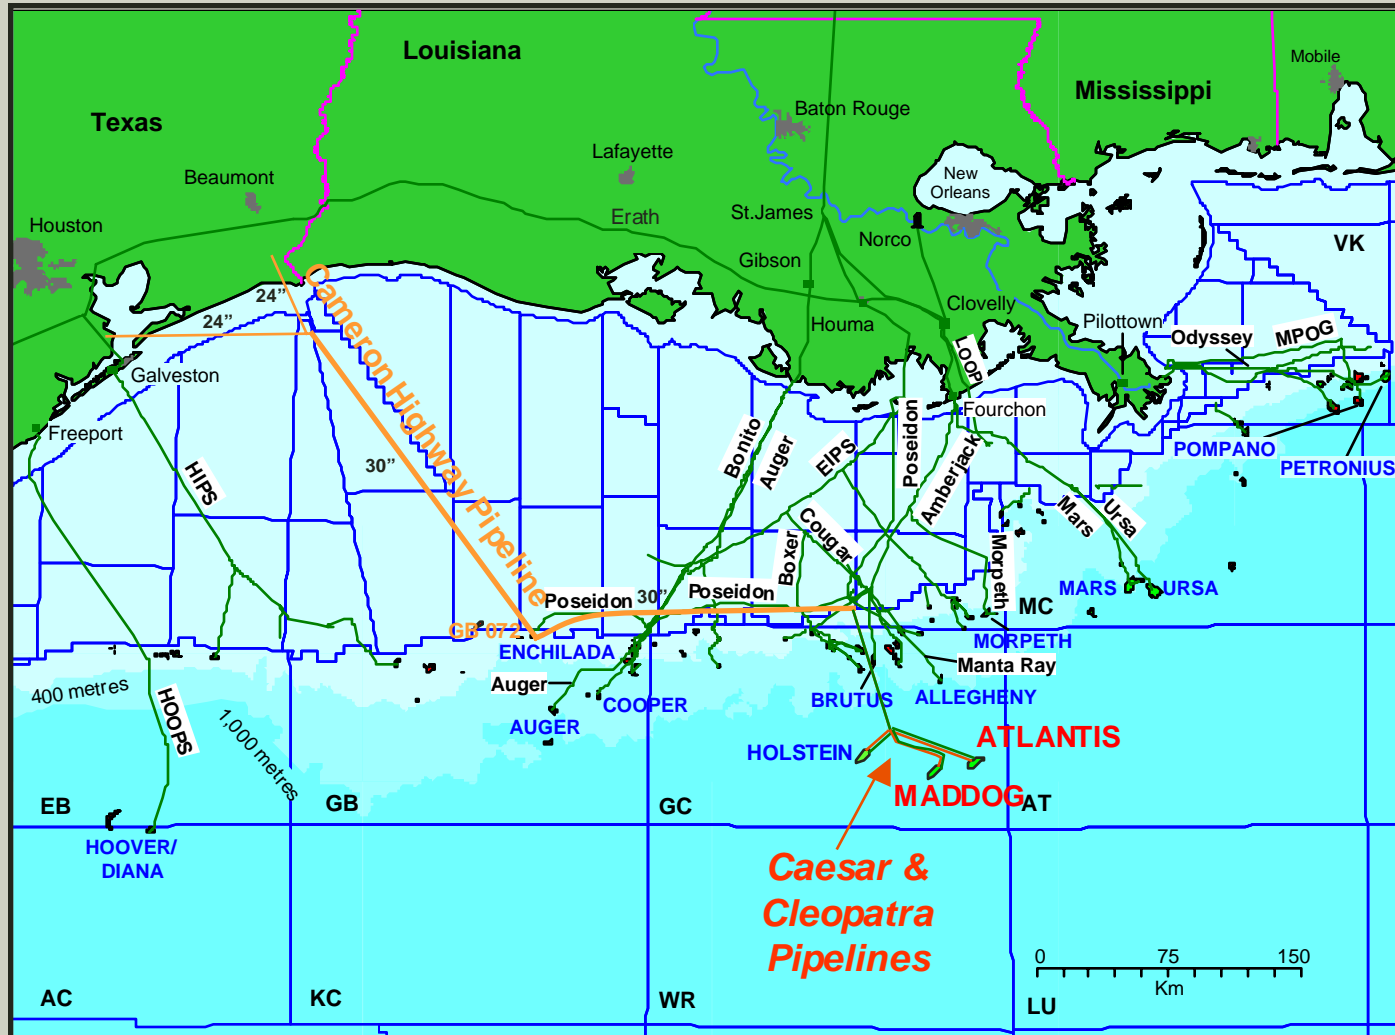 Louisiana
Mobile
Mississippi
Texas
Baton Rouge
Lafayette
Beaumont
New
Orleans
St.James
Erath
Houston
Norco
VK
Gibson
24”
Clovelly
24”
Houma
Pilottown
Odyssey
MPOG
LOOP
Galveston
Cameron Highway Pipeline
Fourchon
Freeport
Bonito
Auger
EIPS
Poseidon
POMPANO
PETRONIUS
30”
HIPS
Amberjack
Mars
Ursa
Cougar
Boxer
Morpeth
MARS
URSA
Poseidon
30”
Poseidon
MC
GB 072
ENCHILADA
MORPETH
Manta Ray
Auger
400 metres
HOOPS
COOPER
BRUTUS
ALLEGHENY
AUGER
1,000 metres
HOLSTEIN
ATLANTIS
MADDOG
EB
GB
GC
AT
HOOVER/
DIANA
Caesar &
Cleopatra
Pipelines
0 75 150
Km
AC
KC
WR
LU